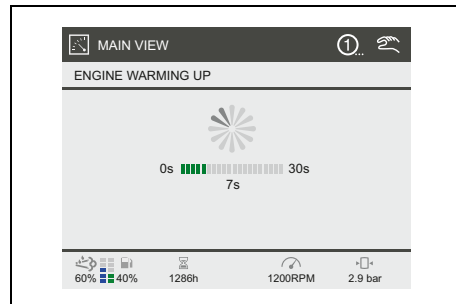 MAIN VIEW 1...
ENGINE WARMING UP
0s 30s
7s
60% 40% 1286h 1200RPM 2.9 bar